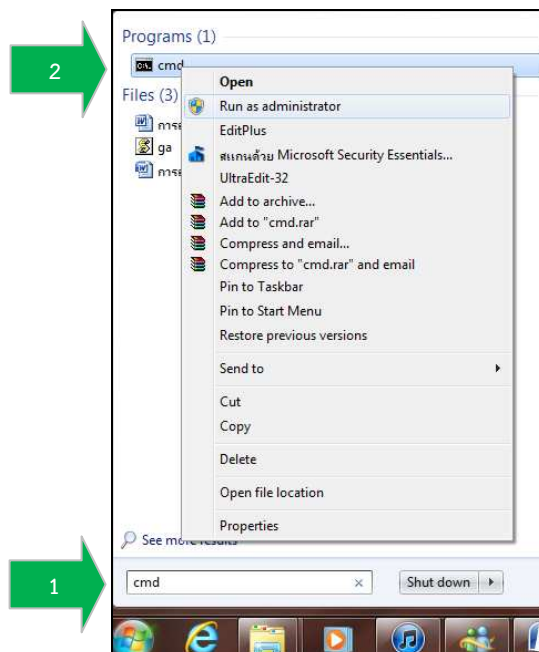 Programs (1)
2
cmd
Open
Files (3)
Run as administrator
EditPlus
ga
สแกนด้วย Microsoft Security Essentials...
UltraEdit-32
Add to archive...
Add to "cmd.rar"
Compress and email...
Compress to "cmd.rar" and email
Pin to Taskbar
Pin to Start Menu
Restore previous versions
Send to
Cut
Copy
Delete
Open file location
Properties
See more results
1
cmd
Shut down